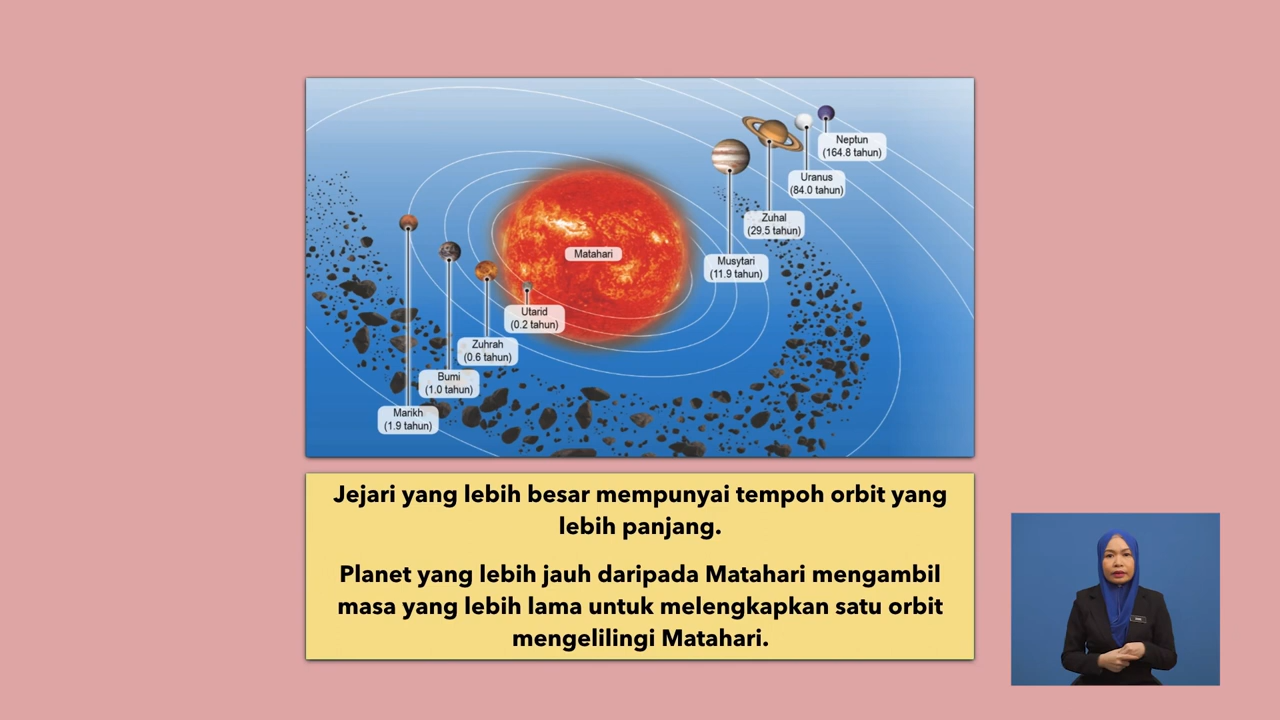 Neptun
(164.8 tahun)
Uranus
(84.0 tahun)
Zuhal
(29.5 tahun)
Musytari
(11.9 tahun)
Matahari
Utarid
(0.2 tahun)
Zuhrah
(0.6 tahun)
Bumi
(1.0 tahun)
Marikh
(1.9 tahun)
Jejari yang lebih besar mempunyai tempoh orbit yang
lebih panjang.
Planet yang lebih jauh daripada Matahari mengambil
masa yang lebih lama untuk melengkapkan satu orbit
mengelilingi Matahari.